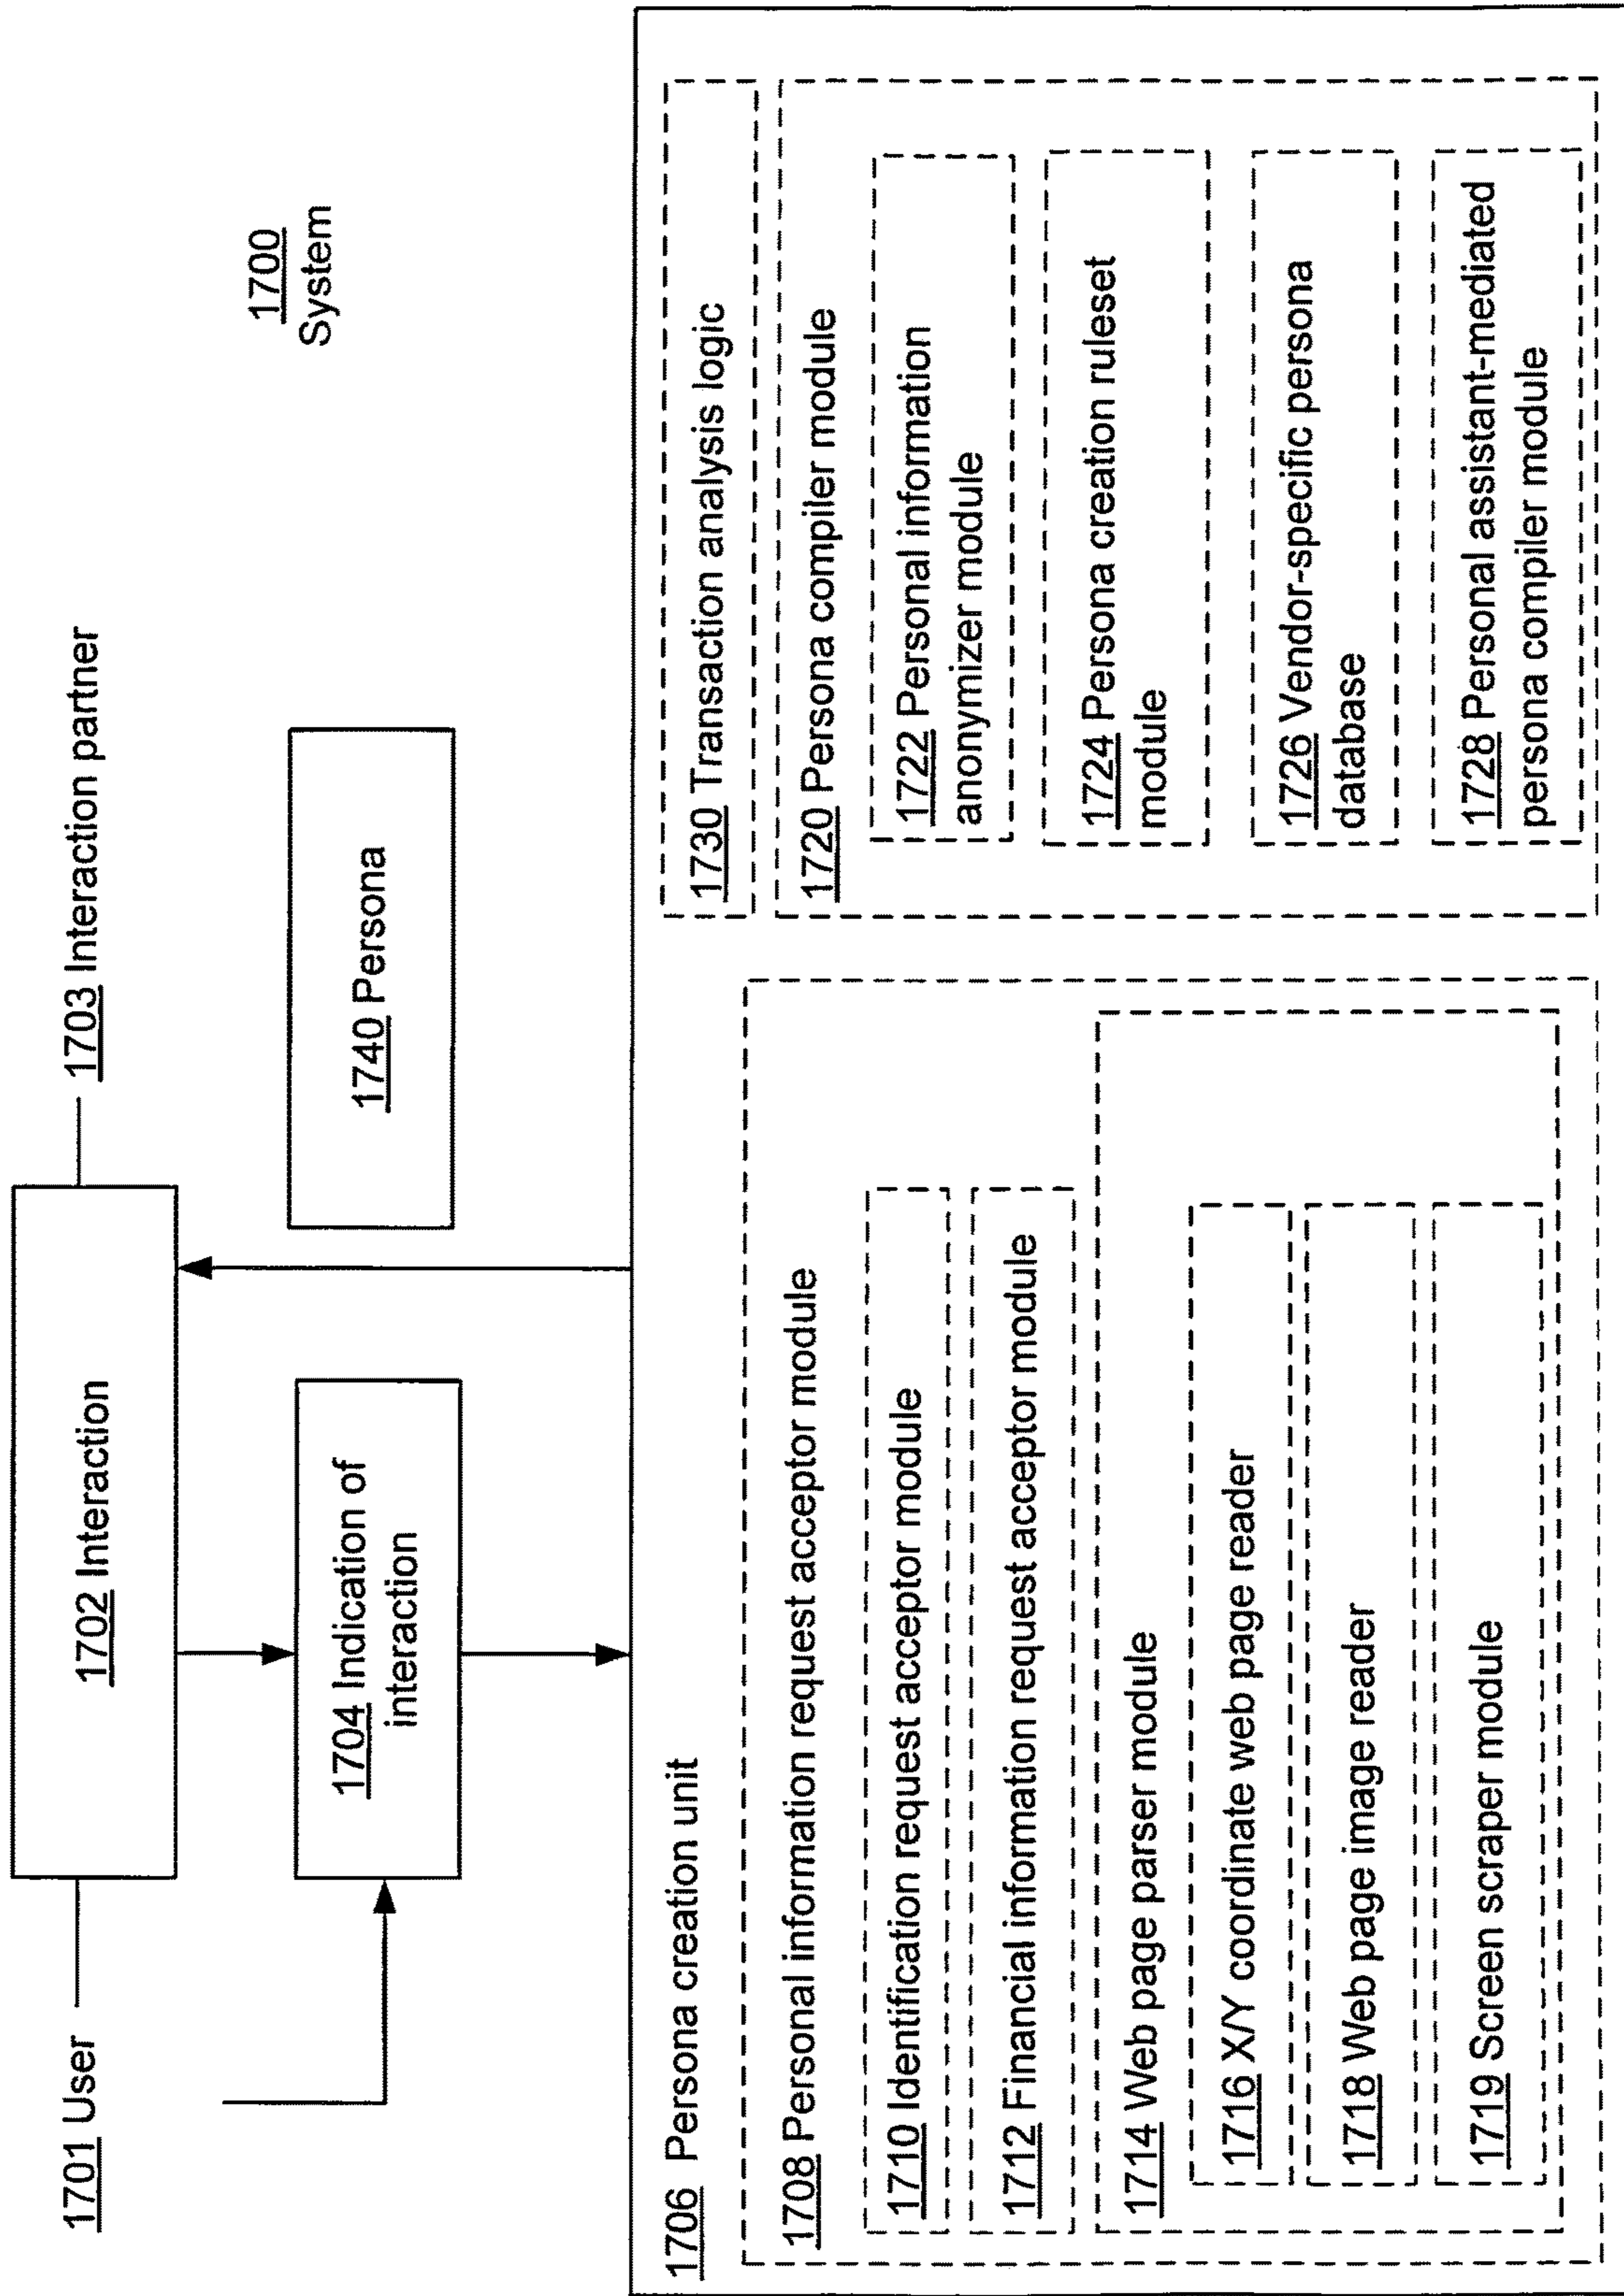 1700
System
1701 User
1702 Interaction
1703 Interaction partner
1704 Indication of
interaction
1740 Persona
1706 Persona creation unit
1708 Personal information request acceptor module
1710 Identification request acceptor module
1712 Financial information request acceptor module
1714 Web page parser module
1716 X/Y coordinate web page reader
1718 Web page image reader
1719 Screen scraper module
1730 Transaction analysis logic
1720 Persona compiler module
1722 Personal information
anonymizer module
1724 Persona creation ruleset
module
1726 Vendor-specific persona
database
1728 Personal assistant-mediated
persona compiler module